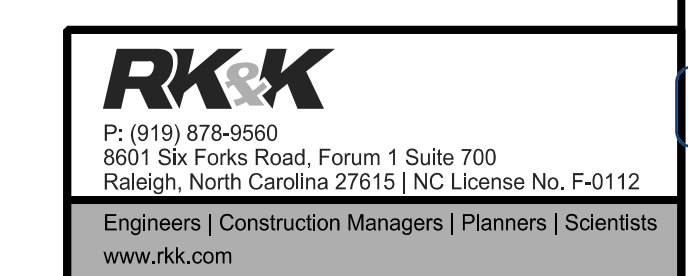 RK&K
P: (919) 878-9560
8601 Six Forks Road, Forum 1 Suite 700
Raleigh, North Carolina 27615 | NC License No. F-0112
Engineers | Construction Managers | Planners | Scientists
www.rkk.com